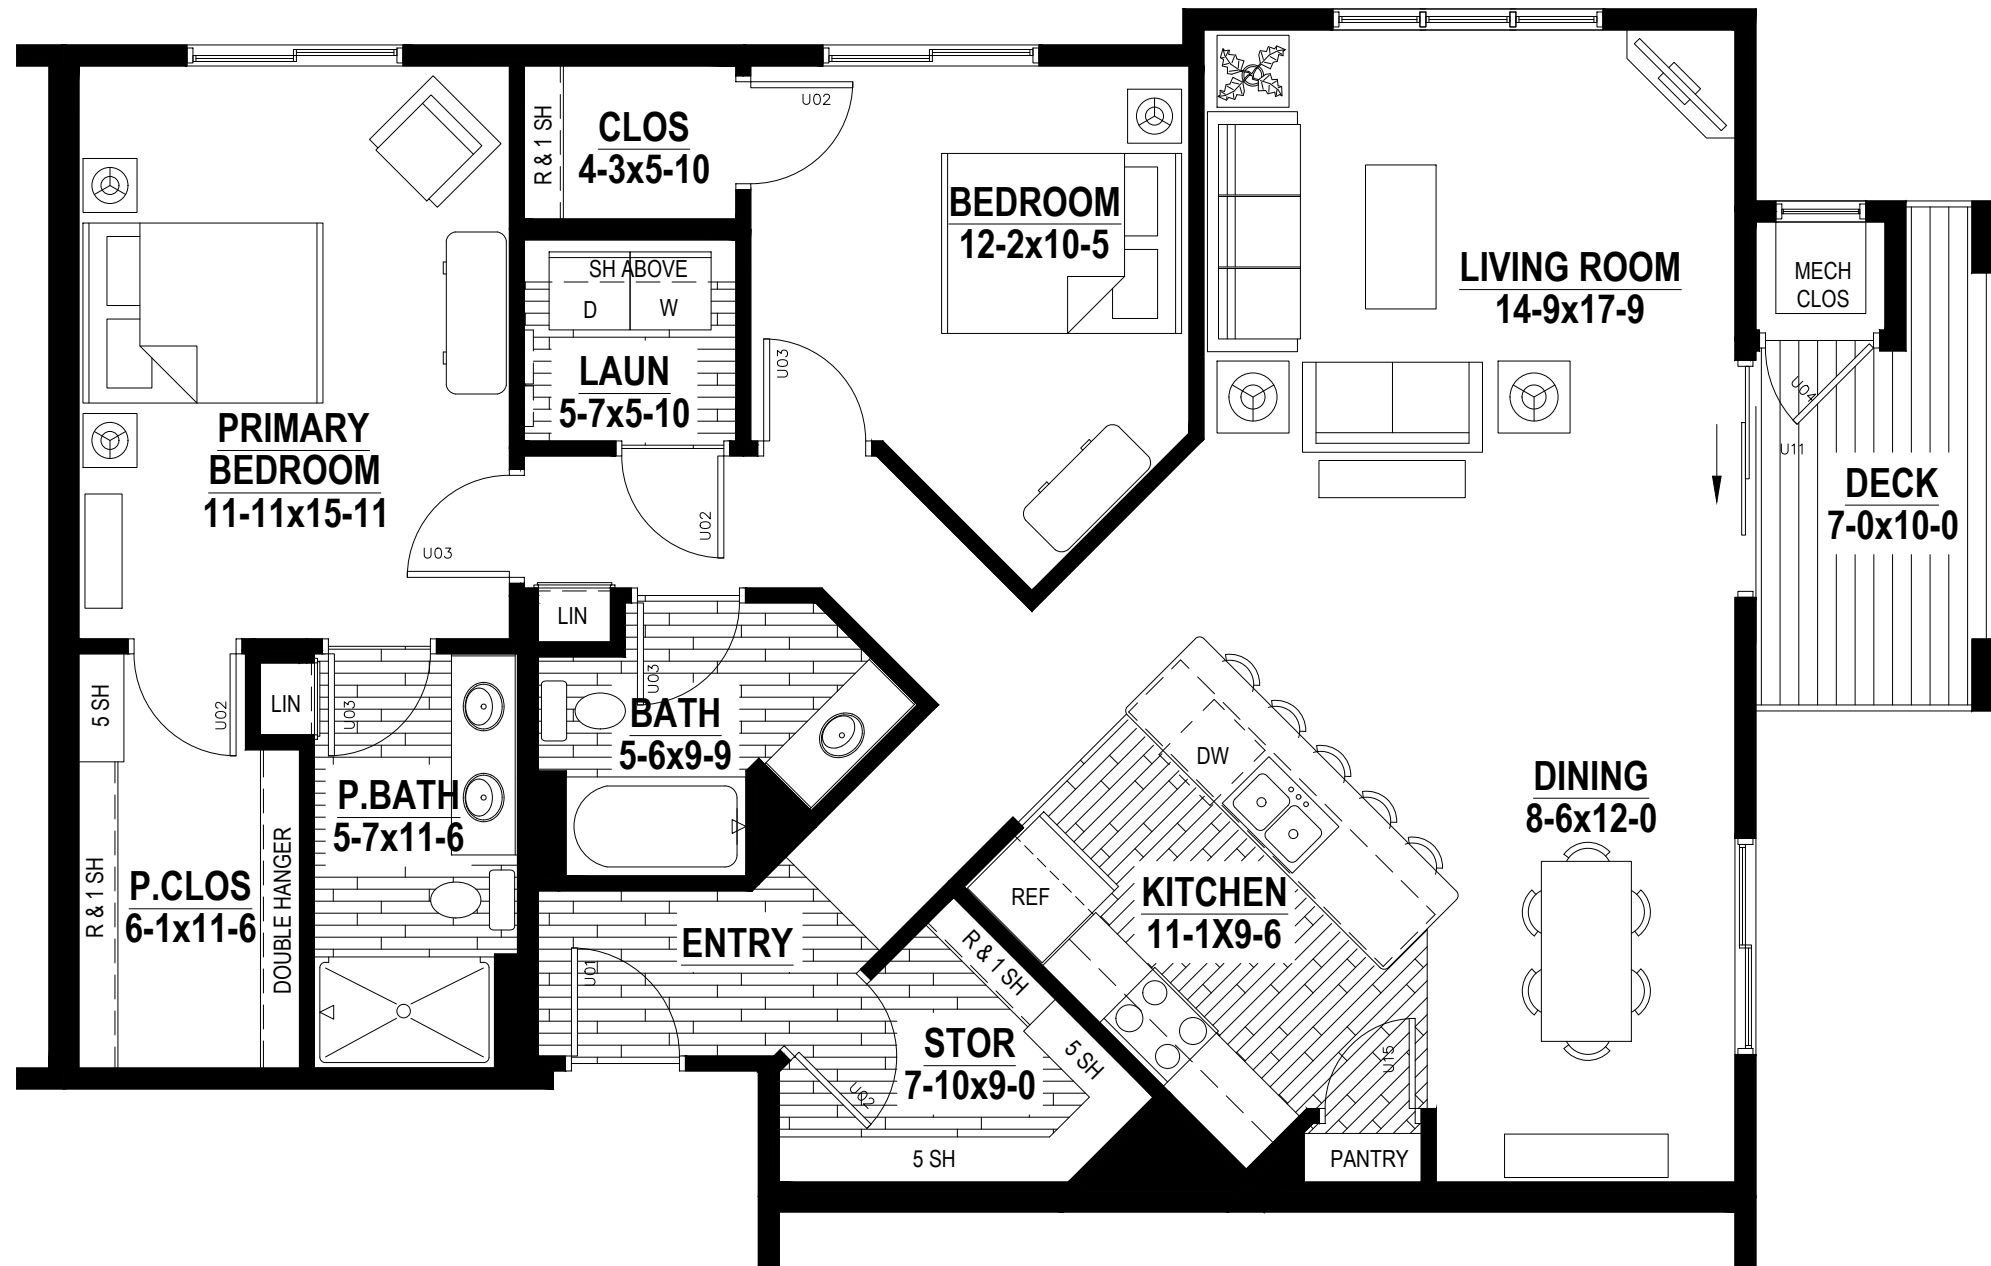 R & 1 SH
CLOS
4-3x5-10
U02
BEDROOM
12-2x10-5
LIVING ROOM
14-9x17-9
MECH
CLOS
U04
U11
DECK
7-0x10-0
SH ABOVE
D
W
LAUN
5-7x5-10
U03
U02
PRIMARY
BEDROOM
11-11x15-11
U03
LIN
U03
BATH
5-6x9-9
5 SH
U02
LIN
U03
P.BATH
5-7x11-6
R & 1 SH
P.CLOS
6-1x11-6
DOUBLE HANGER
ENTRY
U01
STOR
7-10x9-0
U02
R & 1 SH
5 SH
5 SH
DW
REF
KITCHEN
11-1X9-6
U15
PANTRY
DINING
8-6x12-0